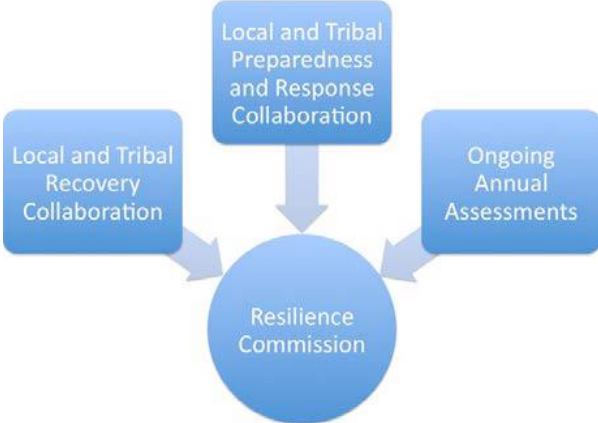 Local and Tribal
Preparedness
and Response
Collaboration
Local and Tribal
Recovery
Collaboration
Ongoing
Annual
Assessments
Resilience
Commission